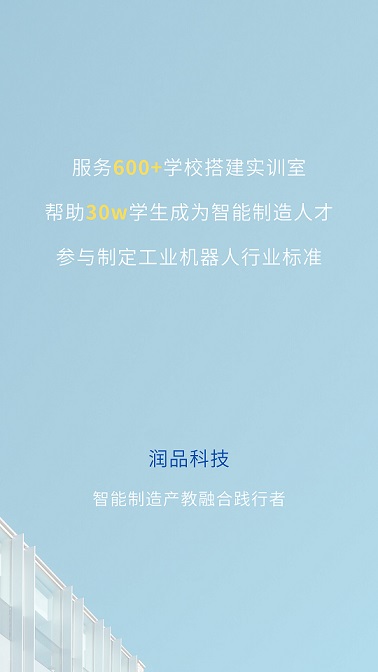 服务600+学校搭建实训室
帮助30w学生成为智能制造人才
参与制定工业机器人行业标准
润品科技
智能制造产教融合践行者